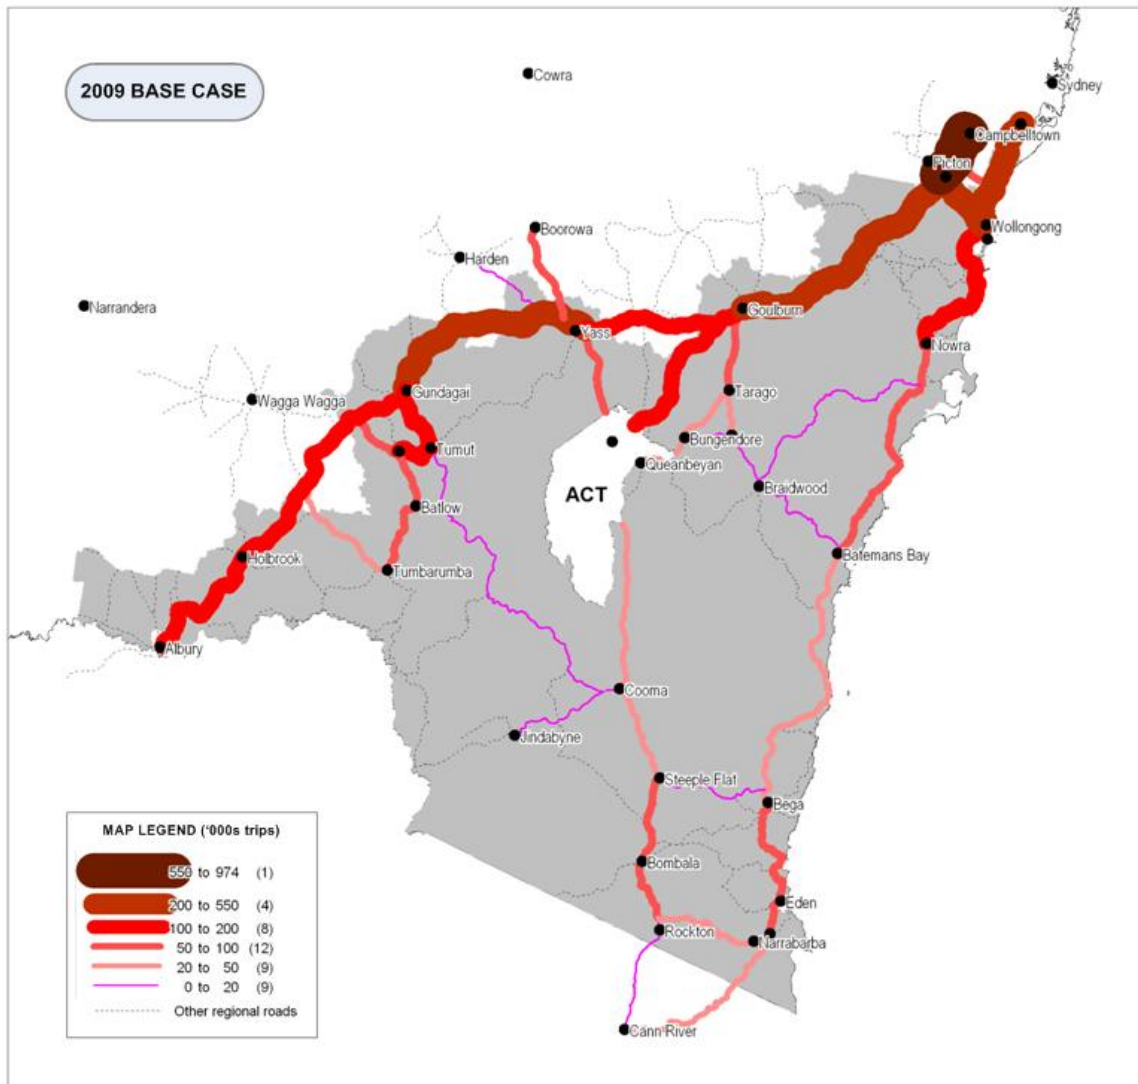 2009 BASE CASE
Cowra
Sydney
Campbelltown
Picton
Boorowa
Wollongong
Harden
Narrandera
Goulburn
Yass
Nowra
Gundagai
Tarago
Wagga Wagga
Bungendore
Tumut
Queanbeyan
Braidwood
ACT
Batlow
Batemans Bay
Holbrook
Tumbarumba
Albury
Cooma
Jindabyne
Steeple Flat
Bega
MAP LEGEND ('000s trips)
550 to 974 (1)
200 to 550 (4)
100 to 200 (8)
50 to 100 (12)
20 to 50 (9)
0 to 20 (9)
Other regional roads
Bombala
Eden
Rockton
Narrabarba
Cann River